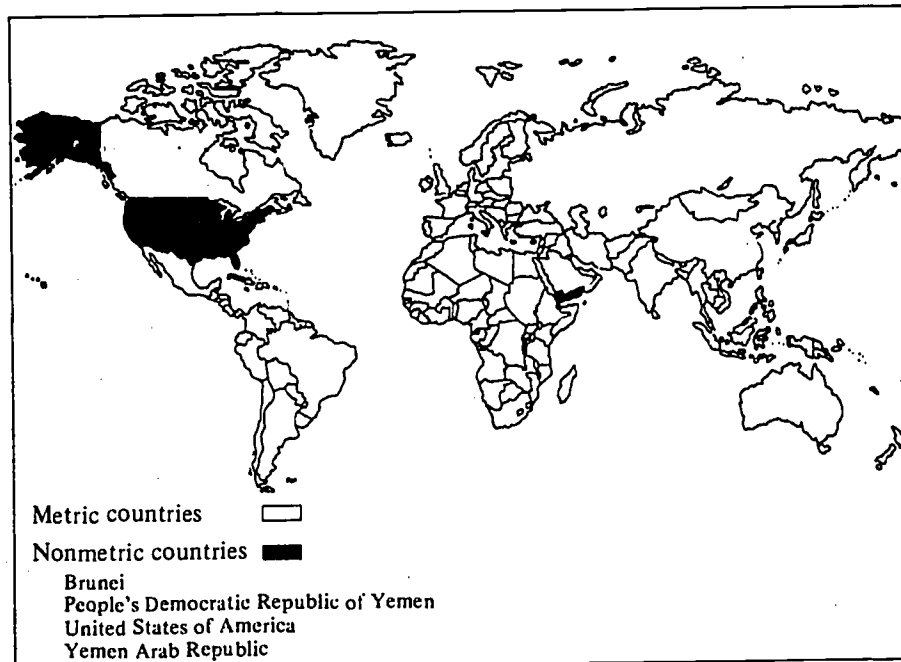 Metric countries
Nonmetric countries
Brunei
People's Democratic Republic of Yemen
United States of America
Yemen Arab Republic